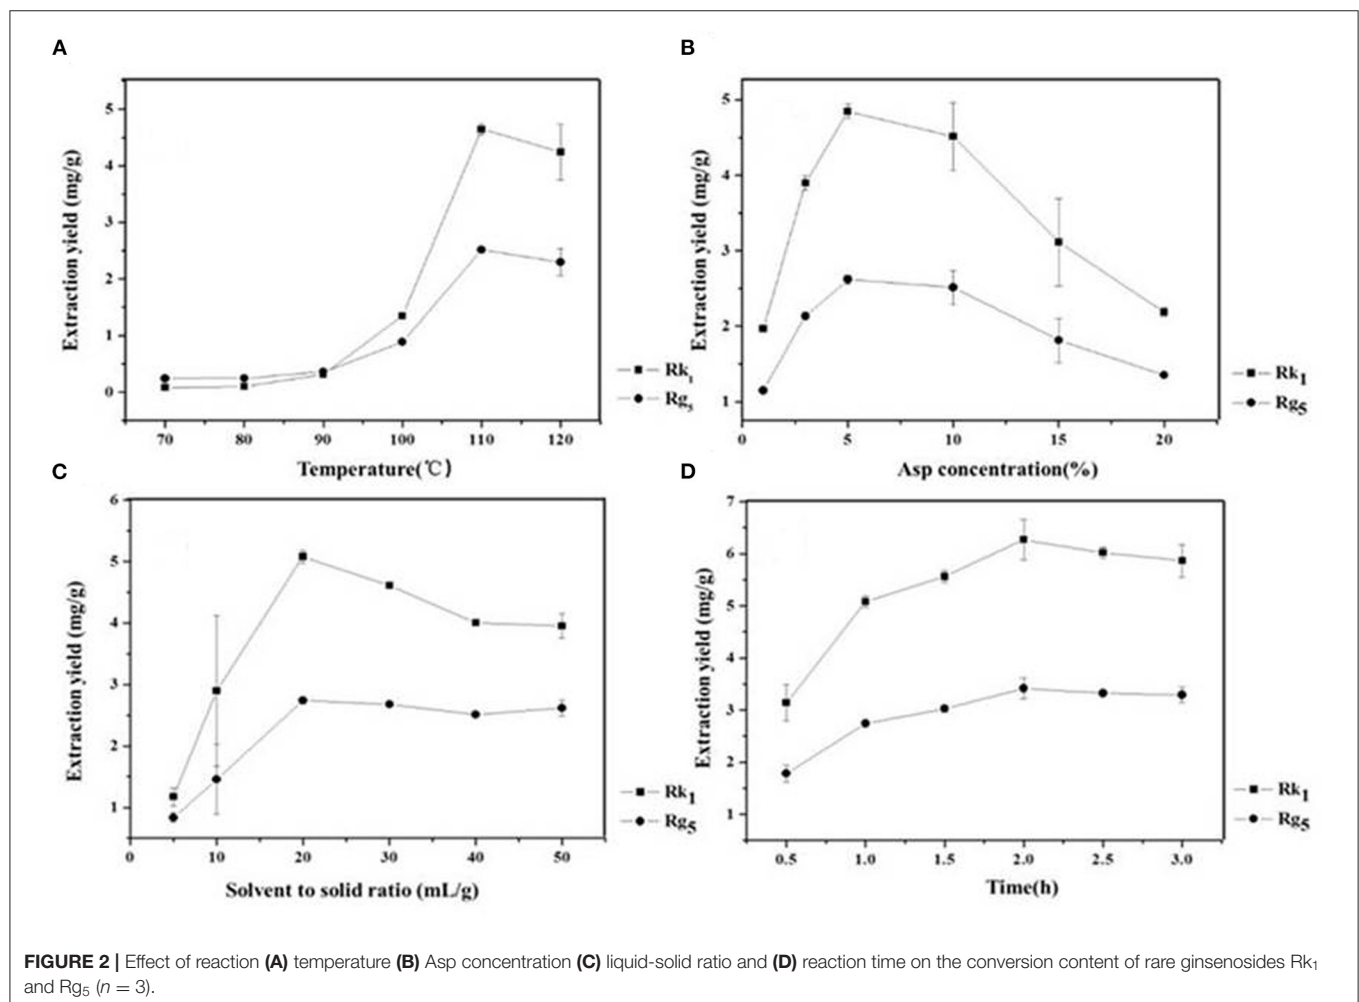 A
Extraction yield (mg/g)
5
4
3
2
1
0
70 80 90 100 110 120
Temperature(℃)
Rk₁
Rg₅
B
Extraction yield (mg/g)
5
4
3
2
1
0 5 10 15 20
Asp concentration(%)
Rk₁
Rg₅
C
Extraction yield (mg/g)
6
5
4
3
2
1
0 10 20 30 40 50
Solvent to solid ratio (mL/g)
Rk₁
Rg₅
D
Extraction yield (mg/g)
7
6
5
4
3
2
1
0.5 1.0 1.5 2.0 2.5 3.0
Time(h)
Rk₁
Rg₅
FIGURE 2 | Effect of reaction (A) temperature (B) Asp concentration (C) liquid-solid ratio and (D) reaction time on the conversion content of rare ginsenosides Rk₁
and Rg₅ (n = 3).